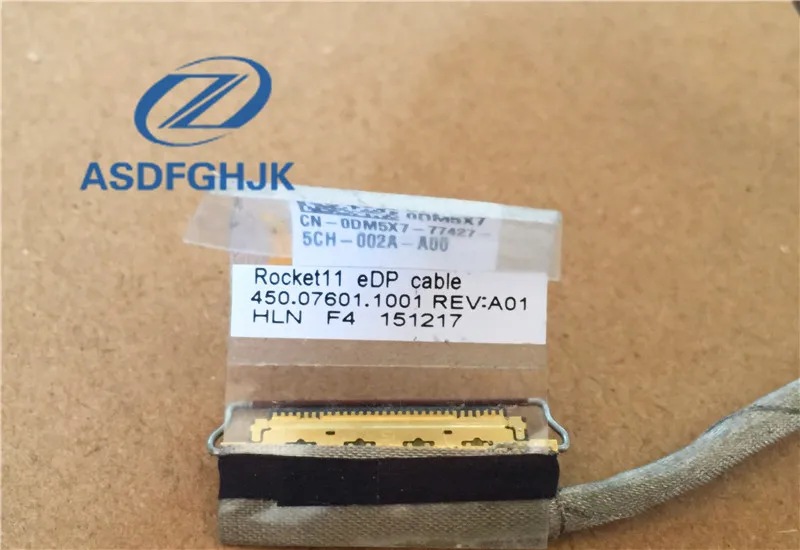 ASDFGHJK
0DM5X7
CN-0DM5X7-77427-
5CH-002A-A00
Rocket11 eDP cable
450.07601.1001 REV:A01
HLN F4 151217